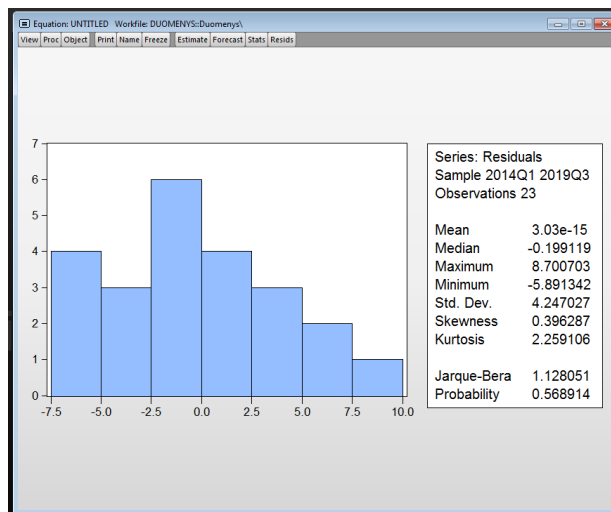 Equation: UNTITLED Workfile: DUOMENYS::Duomenys\
View Proc Object Print Name Freeze Estimate Forecast Stats Resids
7
6
5
4
3
2
1
0
-7.5 -5.0 -2.5 0.0 2.5 5.0 7.5 10.0
Series: Residuals
Sample 2014Q1 2019Q3
Observations 23
Mean 3.03e-15
Median -0.199119
Maximum 8.700703
Minimum -5.891342
Std. Dev. 4.247027
Skewness 0.396287
Kurtosis 2.259106
Jarque-Bera 1.128051
Probability 0.568914